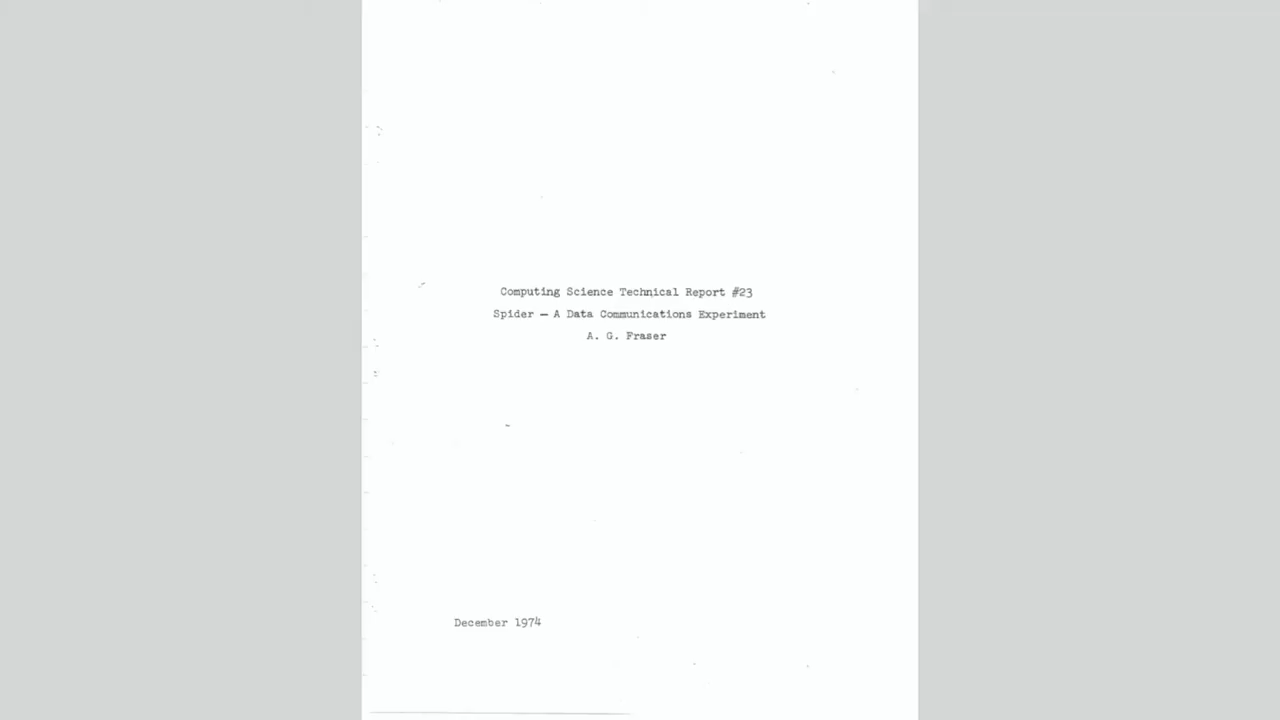 Computing Science Technical Report #23
Spider — A Data Communications Experiment
A. G. Fraser
December 1974